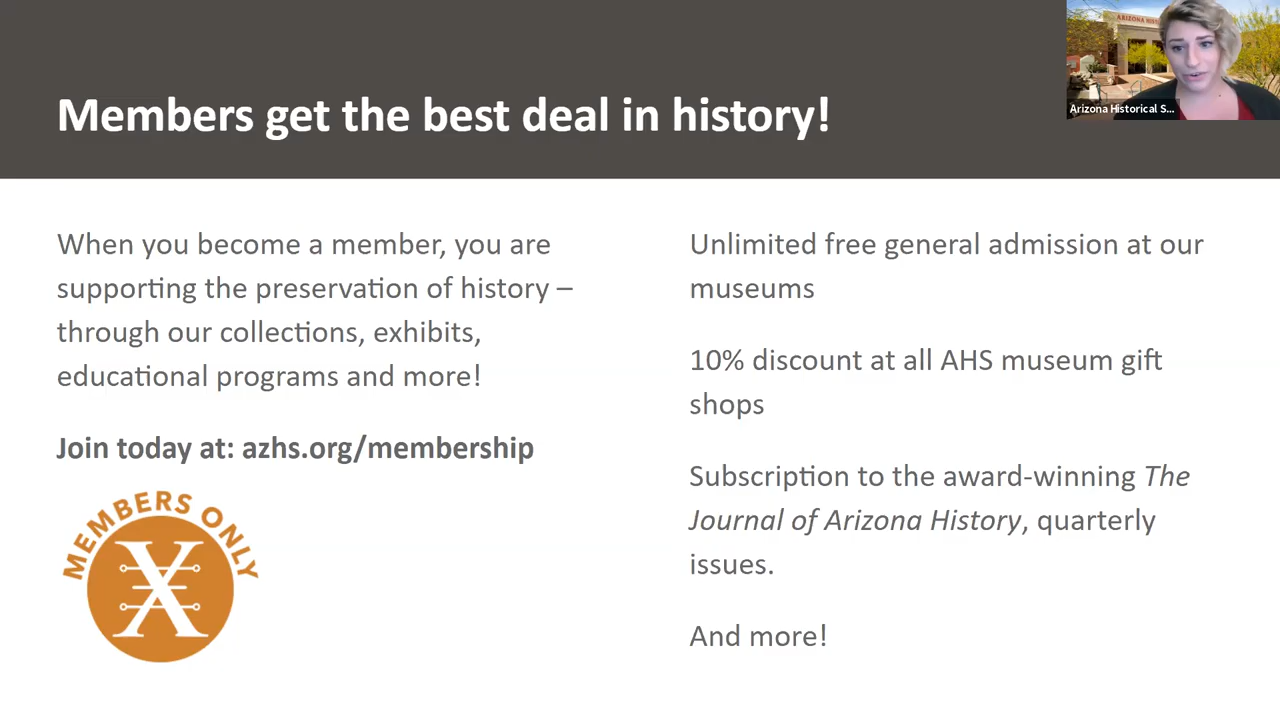 Members get the best deal in history!
ARIZONA HIS
Arizona Historical S...
When you become a member, you are
supporting the preservation of history –
through our collections, exhibits,
educational programs and more!
Join today at: azhs.org/membership
MEMBERS ONLY
X
Unlimited free general admission at our
museums
10% discount at all AHS museum gift
shops
Subscription to the award-winning The
Journal of Arizona History, quarterly
issues.
And more!